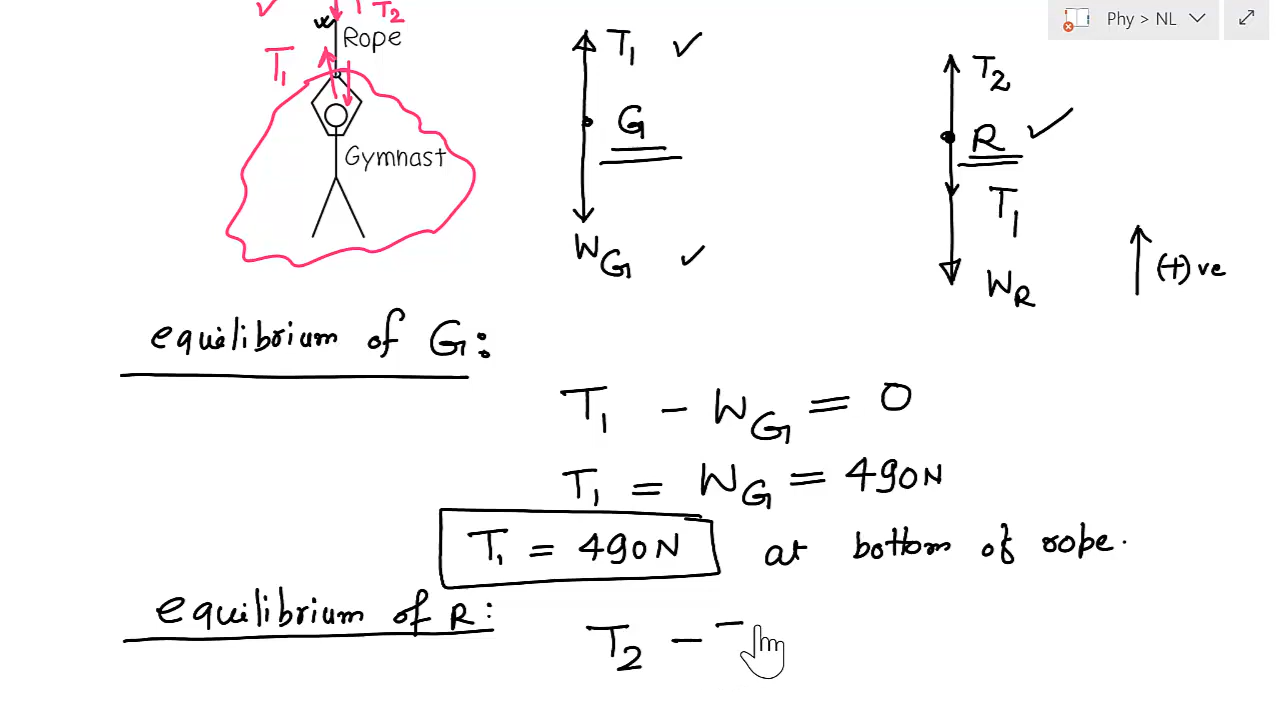 Phy > NL
T2
Rope
T1
Gymnast
T1
G
WG
T2
R
T1
WR
(+)ve
equilibrium of G:
T1 - WG = 0
T1 = WG = 490N
T1 = 490N at bottom of rope.
equilibrium of R: T2 -